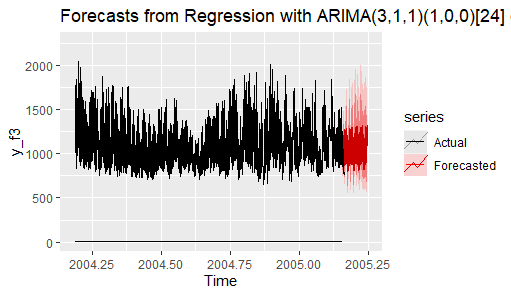 Forecasts from Regression with ARIMA(3,1,1)(1,0,0)[24]
2000
1500
1000
500
0
y_f3
2004.25 2004.50 2004.75 2005.00 2005.25
Time
series
Actual
Forecasted